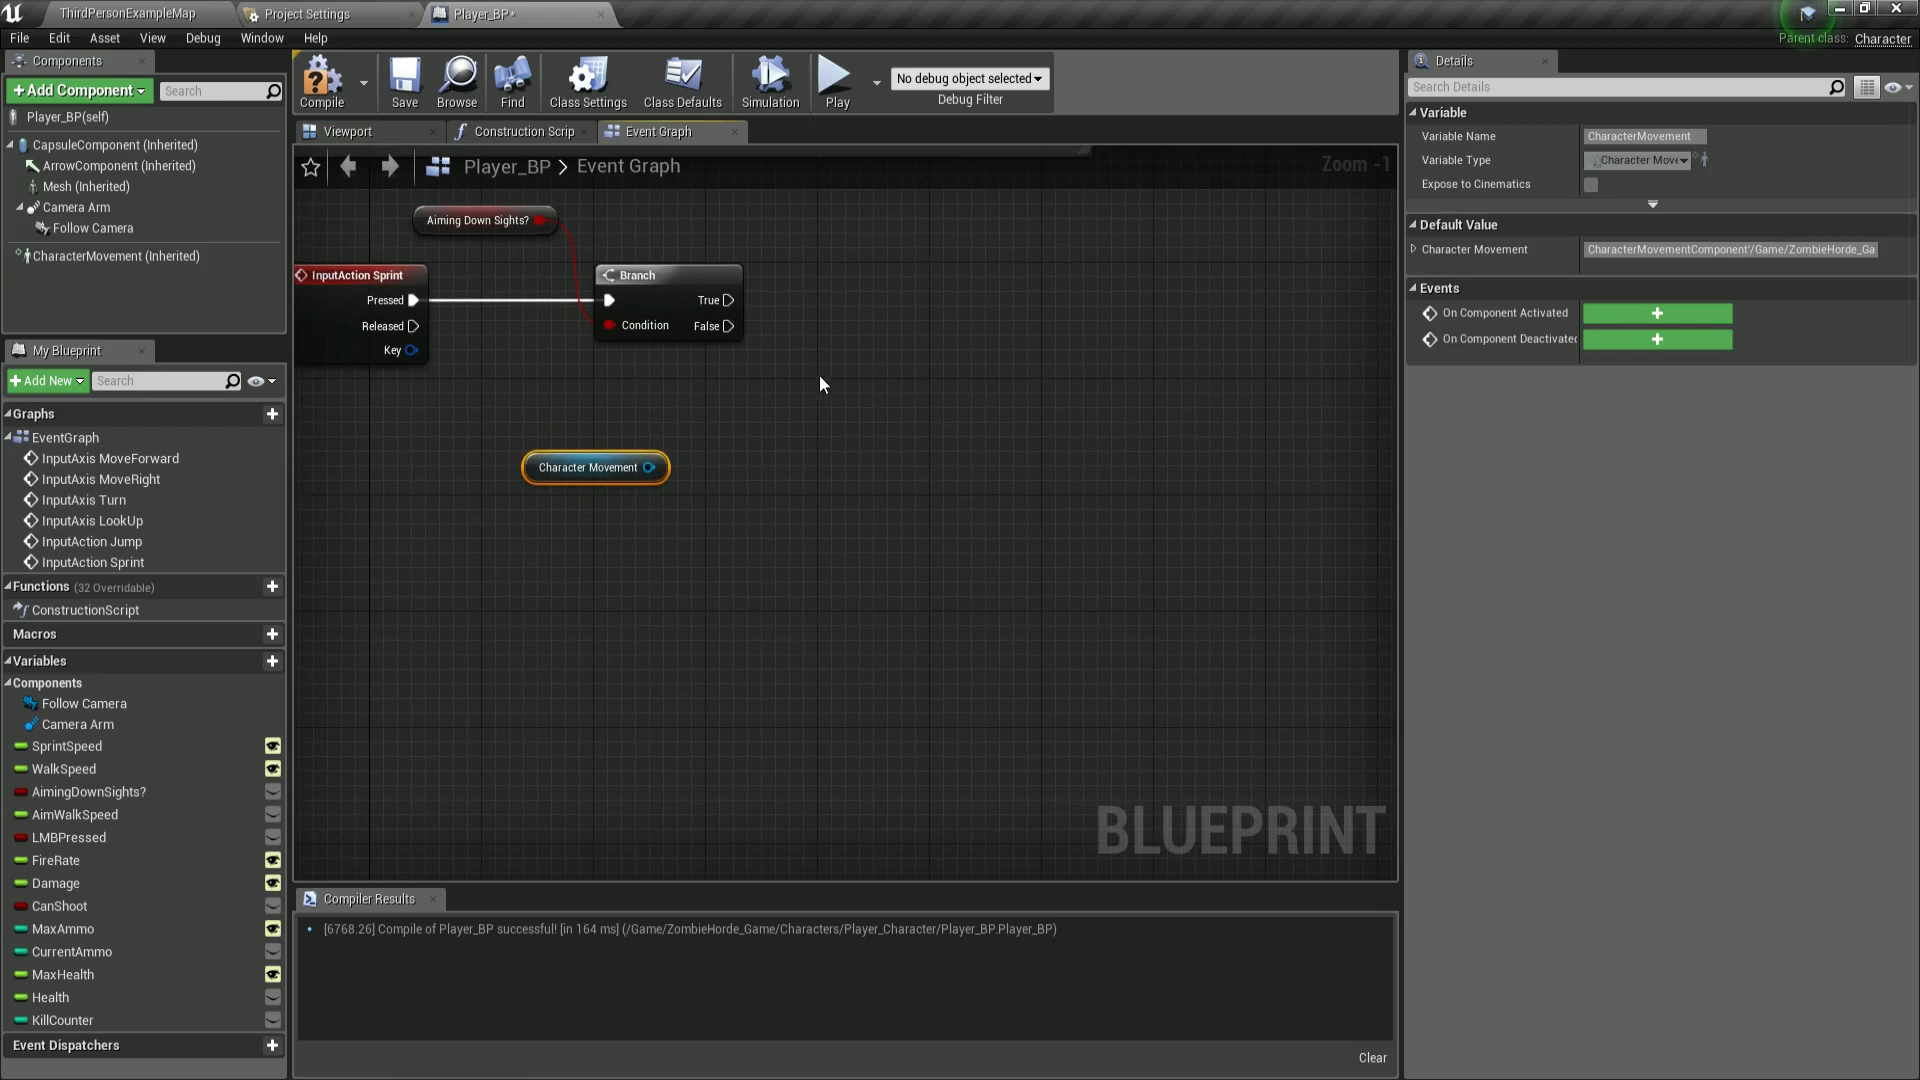 ThirdPersonExampleMap
Project Settings
Player_BP*
File Edit Asset View Debug Window Help
Parent class: Character
Components
+Add Component
Search
Player_BP(self)
CapsuleComponent (Inherited)
ArrowComponent (Inherited)
Mesh (Inherited)
Camera Arm
Follow Camera
CharacterMovement (Inherited)
My Blueprint
+Add New
Search
Graphs
EventGraph
InputAxis MoveForward
InputAxis MoveRight
InputAxis Turn
InputAxis LookUp
InputAction Jump
InputAction Sprint
Functions (32 Overridable)
ConstructionScript
Macros
Variables
Components
Follow Camera
Camera Arm
SprintSpeed
WalkSpeed
AimingDownSights?
AimWalkSpeed
LMBPressed
FireRate
Damage
CanShoot
MaxAmmo
CurrentAmmo
MaxHealth
Health
KillCounter
Event Dispatchers
Compile
Save
Browse
Find
Class Settings
Class Defaults
Simulation
Play
No debug object selected
Debug Filter
Viewport
Construction Scrip
Event Graph
Player_BP > Event Graph
Zoom -1
Aiming Down Sights?
InputAction Sprint
Pressed
Released
Key
Branch
True
Condition
False
Character Movement
BLUEPRINT
Compiler Results
[6768.26] Compile of Player_BP successful! [in 164 ms] (/Game/ZombieHorde_Game/Characters/Player_Character/Player_BP.Player_BP)
Clear
Details
Search Details
Variable
Variable Name CharacterMovement
Variable Type Character Move
Expose to Cinematics
Default Value
Character Movement CharacterMovementComponent'/Game/ZombieHorde_Ga
Events
On Component Activated +
On Component Deactivated +